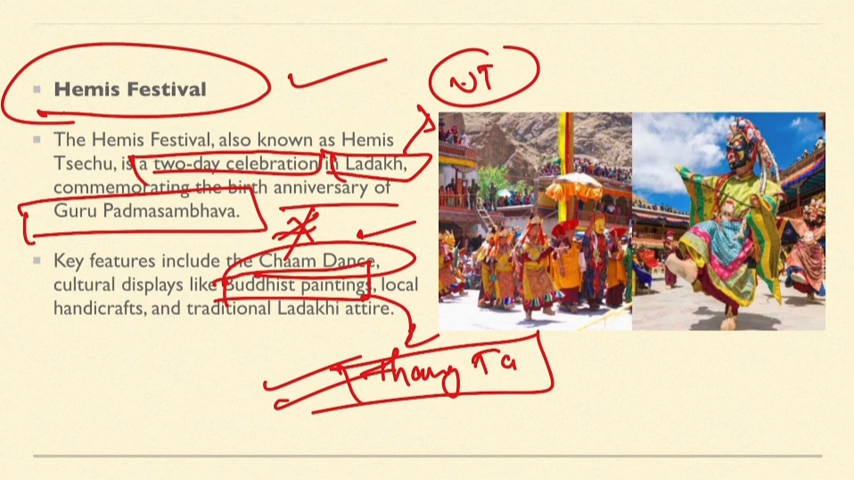 Hemis Festival
UT
The Hemis Festival, also known as Hemis
Tsechu, is a two-day celebration in Ladakh,
commemorating the birth anniversary of
Guru Padmasambhava.
Key features include the Chaam Dance,
cultural displays like Buddhist paintings, local
handicrafts, and traditional Ladakhi attire.
Thang Ta